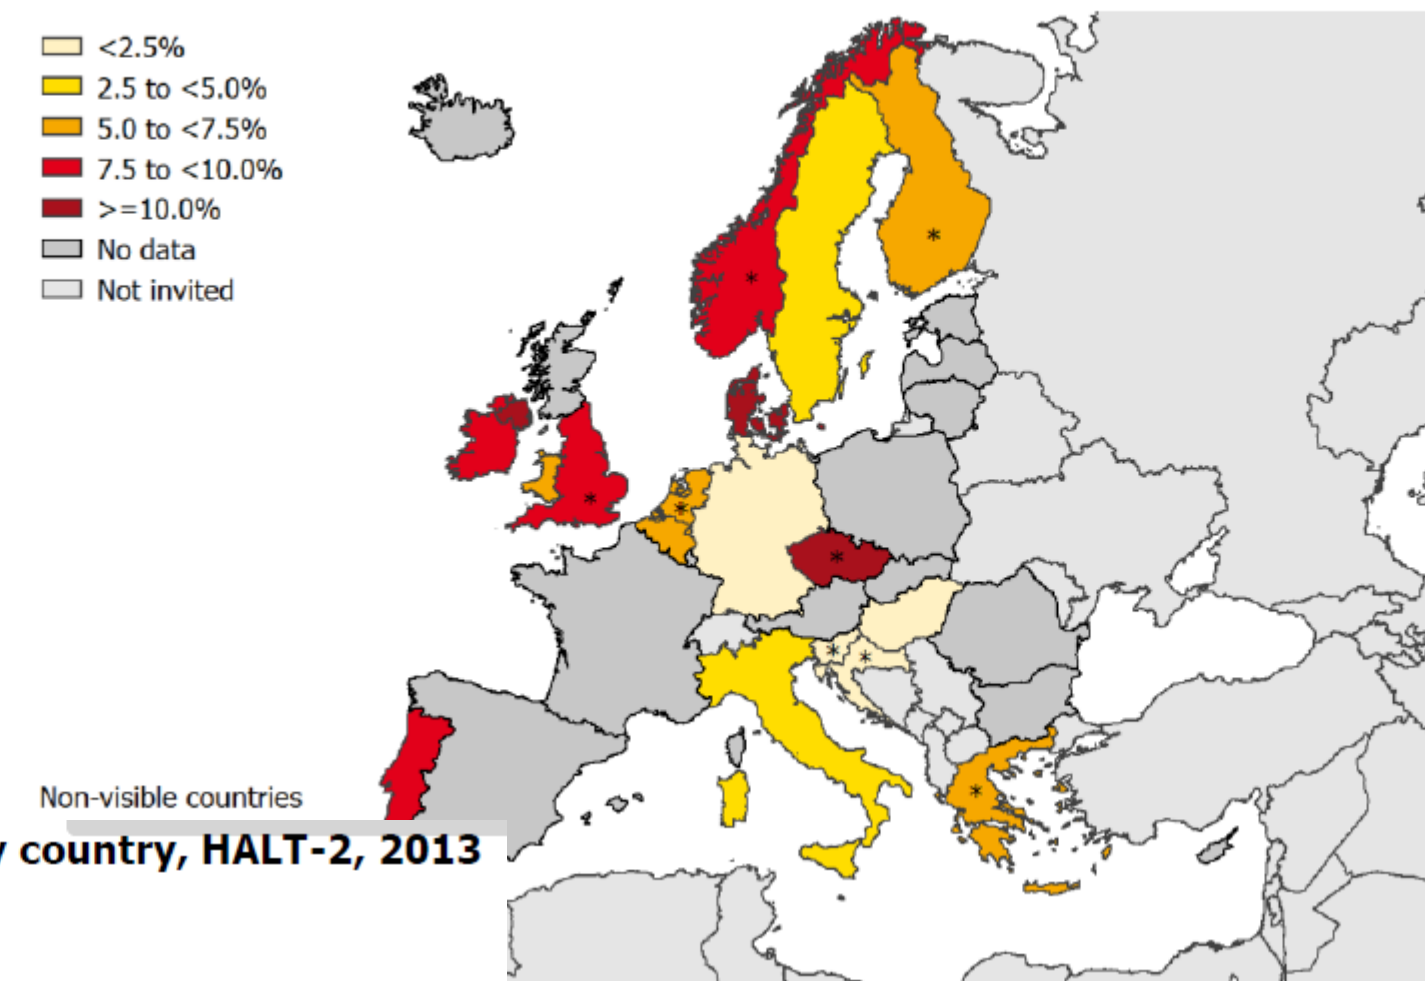 <2.5%
2.5 to <5.0%
5.0 to <7.5%
7.5 to <10.0%
>=10.0%
No data
Not invited
Non-visible countries
y country, HALT-2, 2013